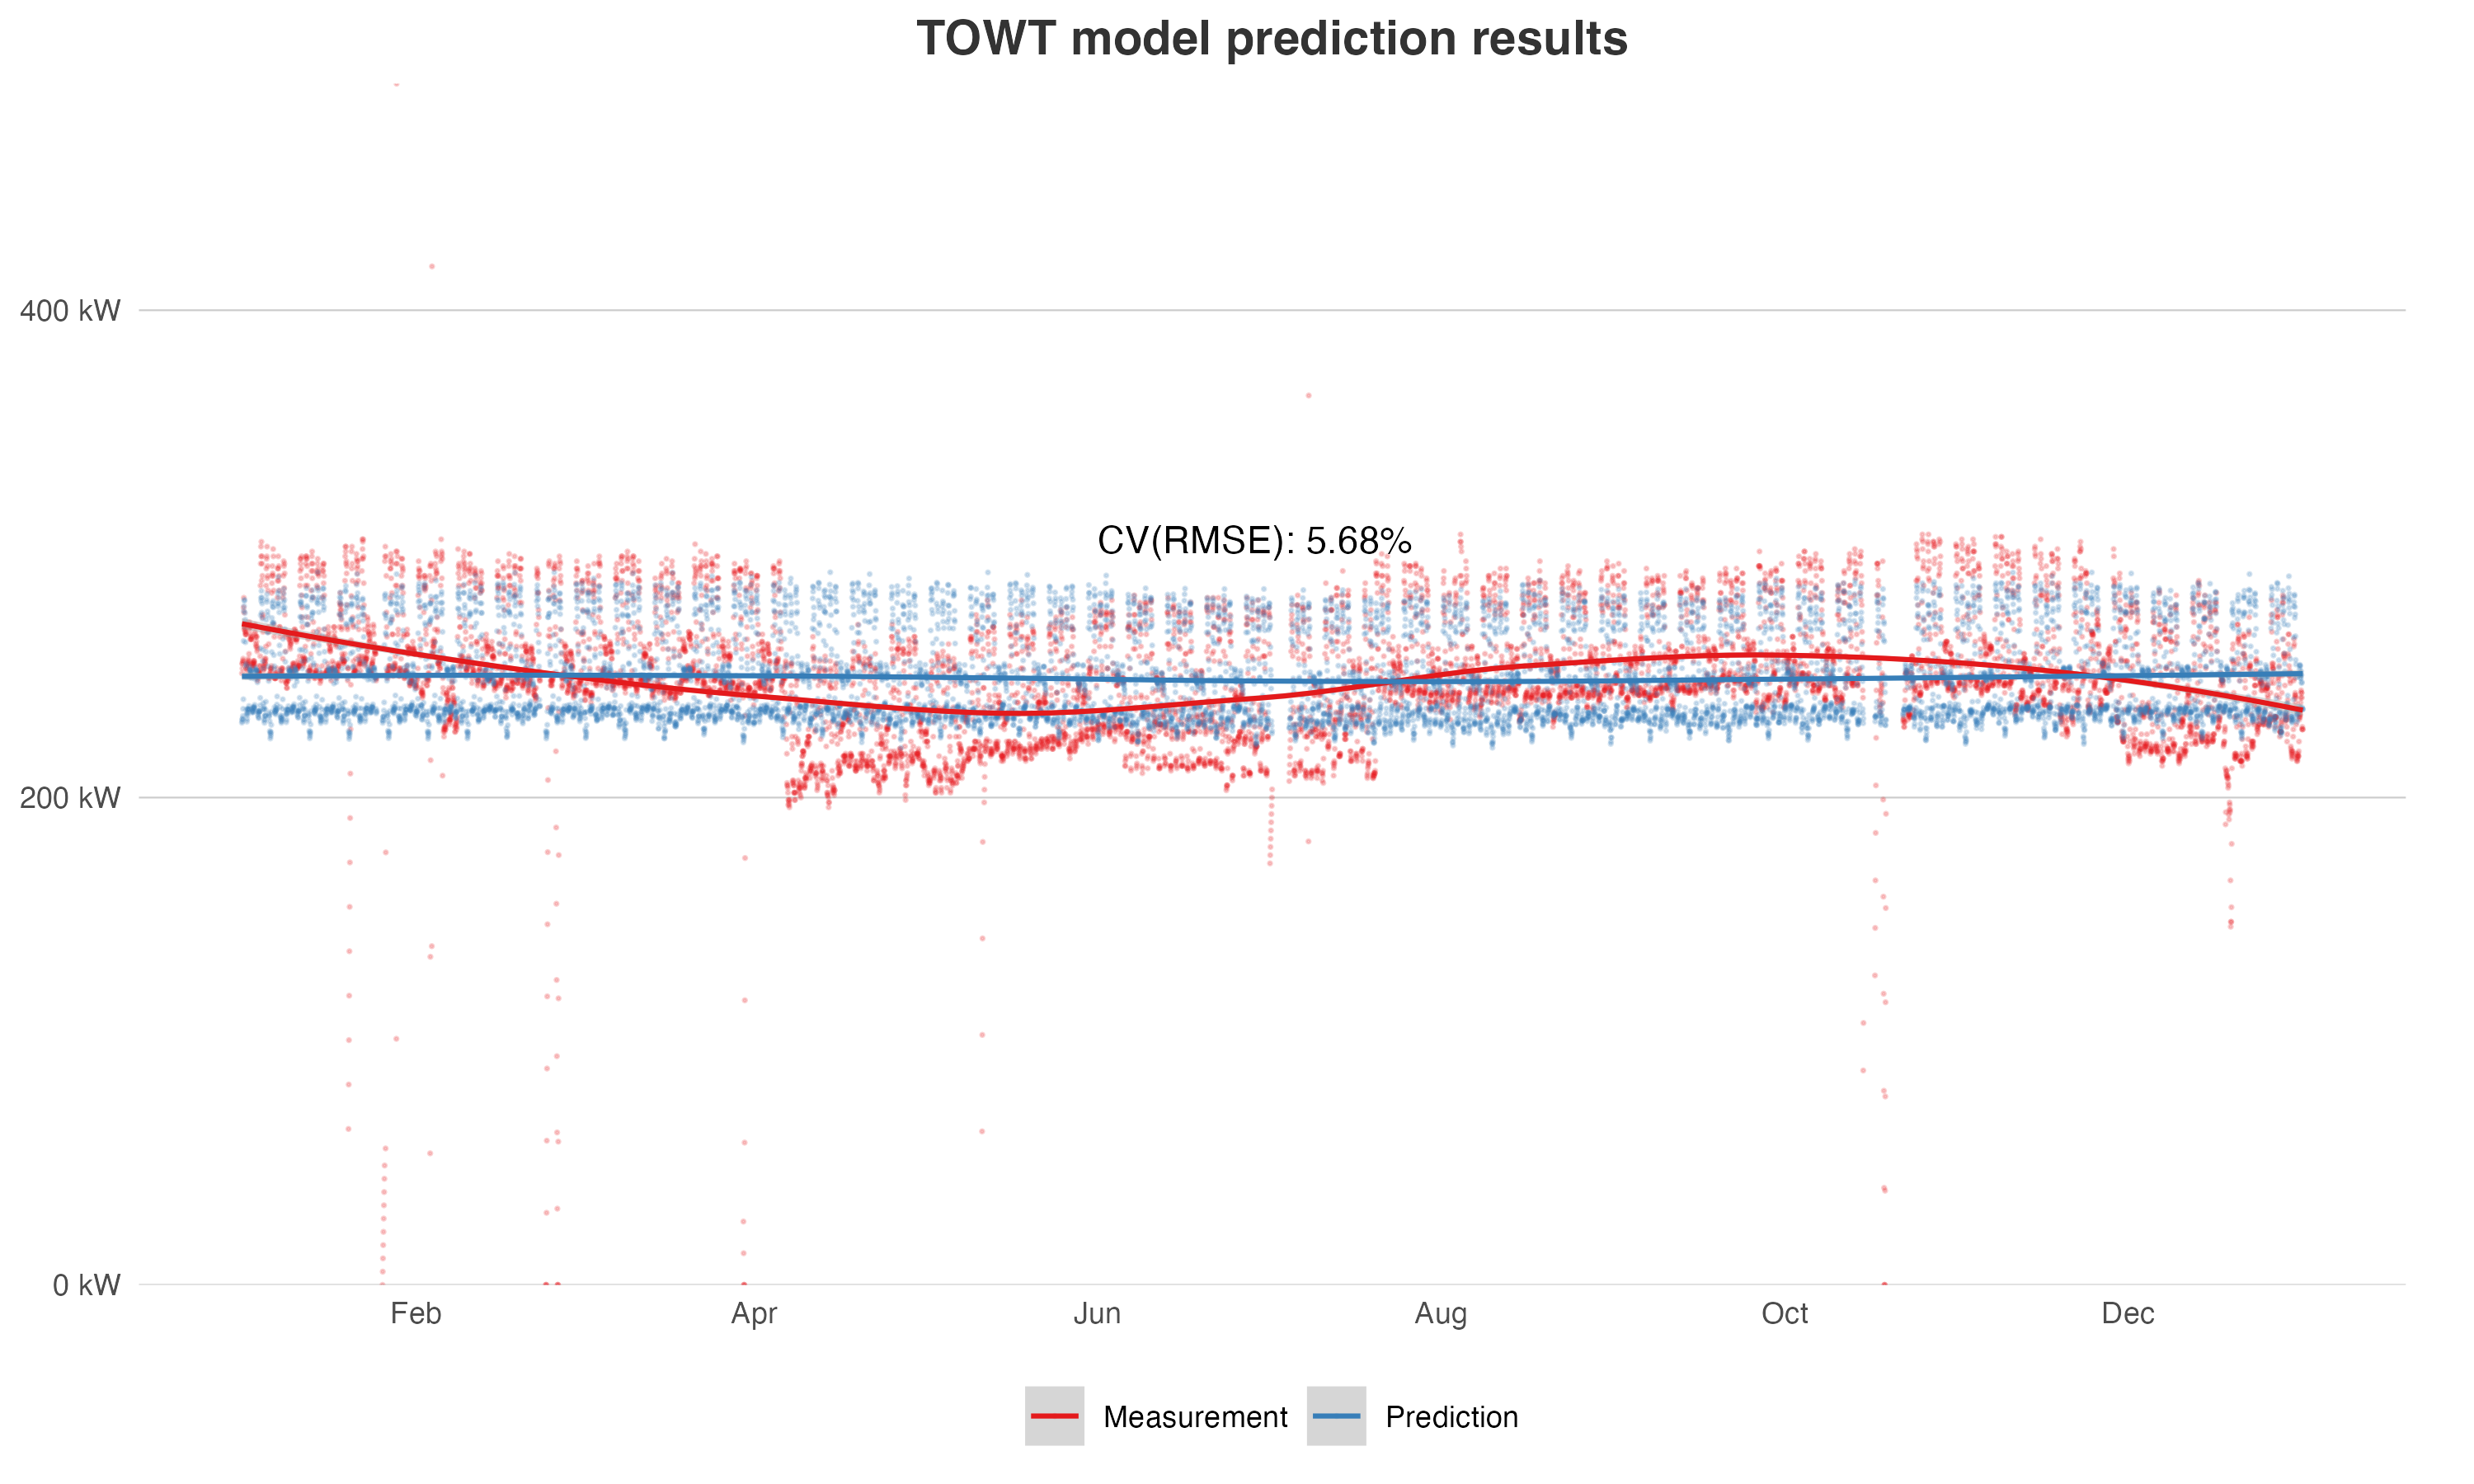 TOWT model prediction results
400 kW
CV(RMSE): 5.68%
200 kW
0 kW
Feb Apr Jun Aug Oct Dec
Measurement Prediction